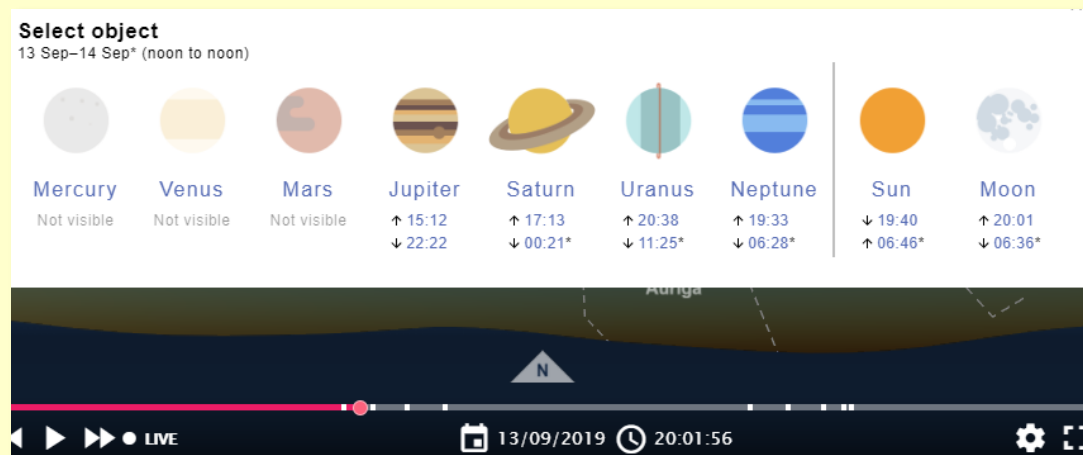 Select object
13 Sep–14 Sep* (noon to noon)
Mercury Venus Mars Jupiter Saturn Uranus Neptune Sun Moon
Not visible Not visible Not visible ↑ 15:12 ↑ 17:13 ↑ 20:38 ↑ 19:33 ↓ 19:40 ↑ 20:01
↓ 22:22 ↓ 00:21* ↓ 11:25* ↓ 06:28* ↑ 06:46* ↓ 06:36*
Auriga
N
LIVE 13/09/2019 20:01:56